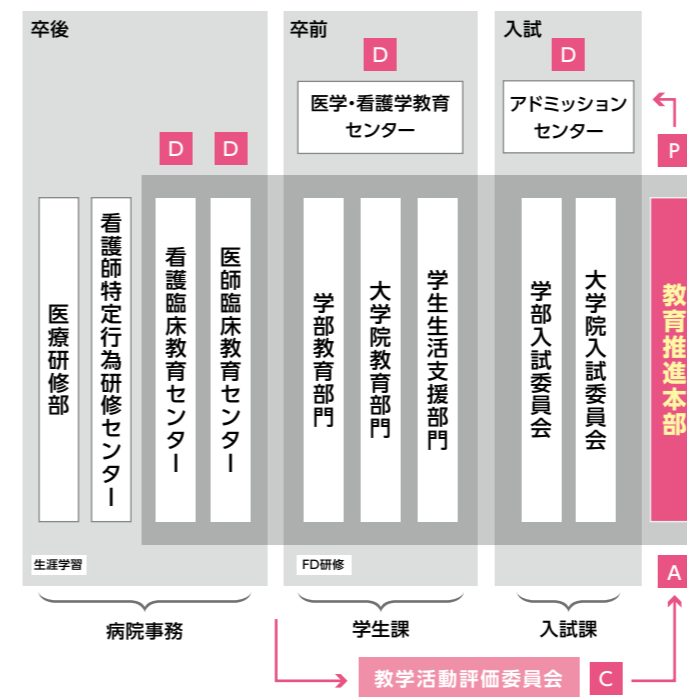 卒後
卒前
入試
D
D
医学・看護学教育
センター
アドミッション
センター
D
D
P
医療研修部
看護師特定行為研修センター
看護臨床教育センター
医師臨床教育センター
学部教育部門
大学院教育部門
学生生活支援部門
学部入試委員会
大学院入試委員会
教育推進本部
生涯学習
FD研修
A
病院事務
学生課
入試課
教学活動評価委員会
C